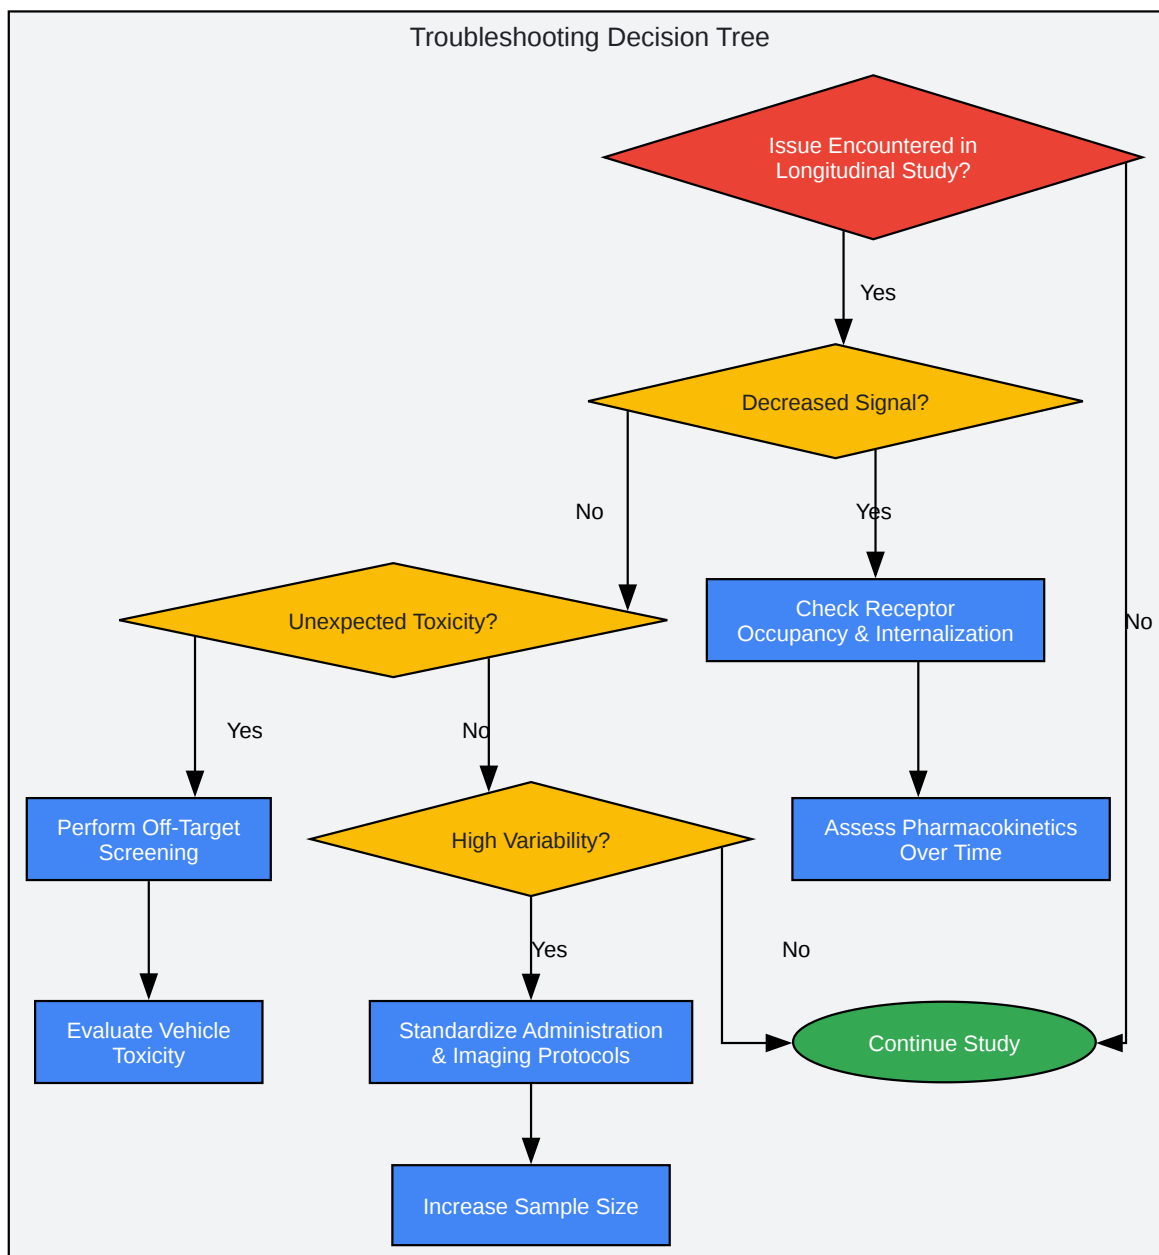 Troubleshooting Decision Tree
Issue Encountered in
Longitudinal Study?
Yes
Decreased Signal?
No
Yes
Check Receptor
Occupancy & Internalization
No
Unexpected Toxicity?
Yes
No
Perform Off-Target
Screening
High Variability?
Assess Pharmacokinetics
Over Time
Yes
No
Evaluate Vehicle
Toxicity
Standardize Administration
& Imaging Protocols
Continue Study
Increase Sample Size